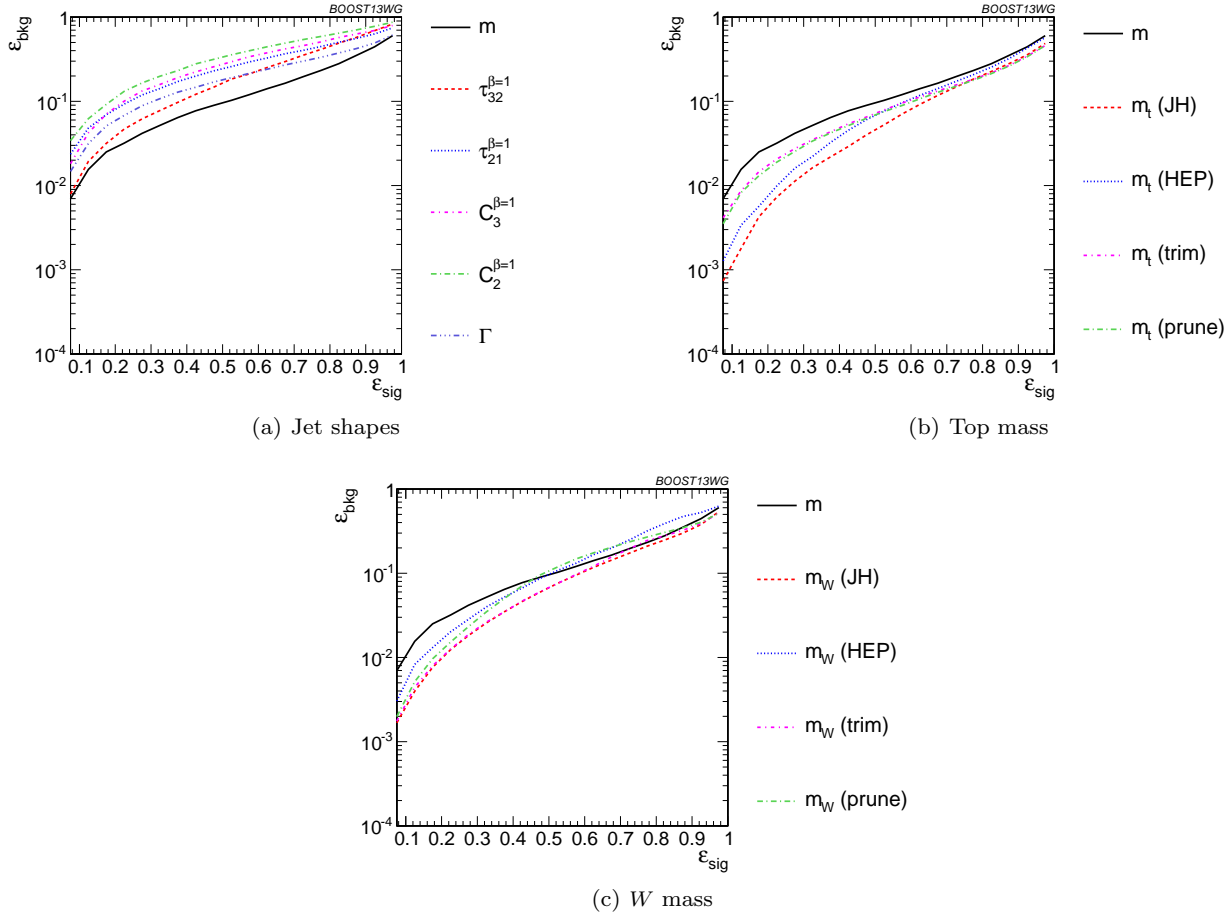 BOOST13WG
ε_bkg
1
10⁻¹
10⁻²
10⁻³
10⁻⁴
0.1 0.2 0.3 0.4 0.5 0.6 0.7 0.8 0.9 1
ε_sig
m
τ₃₂^β=1
τ₂₁^β=1
C₃^β=1
C₂^β=1
Γ
(a) Jet shapes
BOOST13WG
ε_bkg
1
10⁻¹
10⁻²
10⁻³
10⁻⁴
0.1 0.2 0.3 0.4 0.5 0.6 0.7 0.8 0.9 1
ε_sig
m
m_t (JH)
m_t (HEP)
m_t (trim)
m_t (prune)
(b) Top mass
BOOST13WG
ε_bkg
1
10⁻¹
10⁻²
10⁻³
10⁻⁴
0.1 0.2 0.3 0.4 0.5 0.6 0.7 0.8 0.9 1
ε_sig
m
m_W (JH)
m_W (HEP)
m_W (trim)
m_W (prune)
(c) W mass